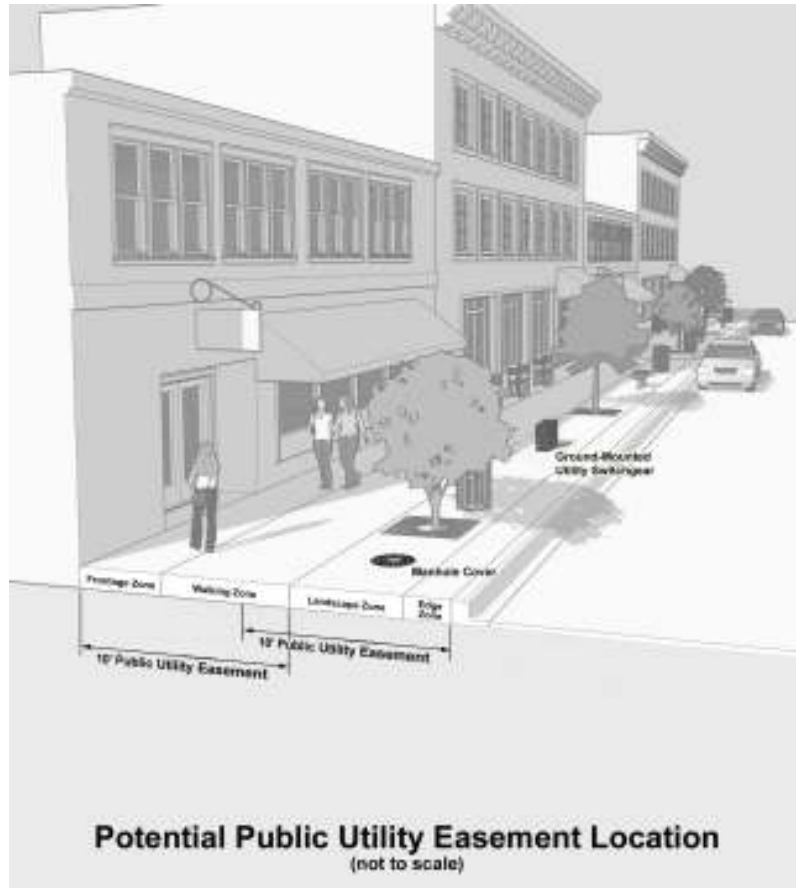 Ground-Mounted
Utility Switchgear
Manhole Cover
Frontage Zone
Walking Zone
Landscape Zone
Edge
Zone
10' Public Utility Easement
10' Public Utility Easement
Potential Public Utility Easement Location
(not to scale)